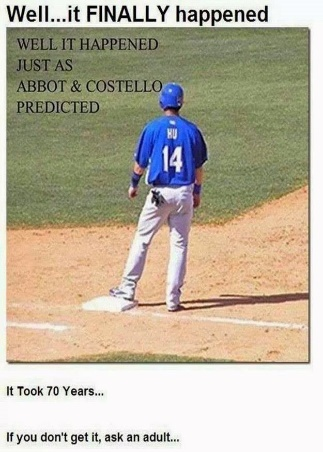 Well...it FINALLY happened
WELL IT HAPPENED
JUST AS
ABBOT & COSTELLO
PREDICTED
HU
14
It Took 70 Years...
If you don't get it, ask an adult...